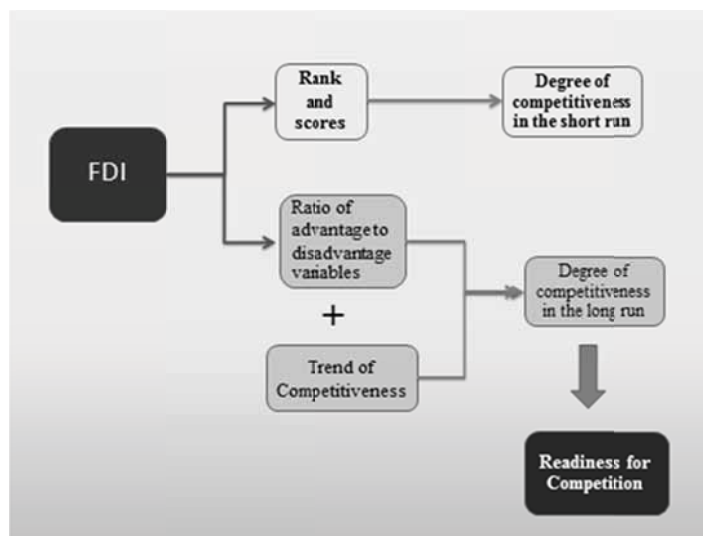 Rank
and
scores
Degree of
competitiveness
in the short run
FDI
Ratio of
advantage to
disadvantage
variables
+
Trend of
Competitiveness
Degree of
competitiveness
in the long run
Readiness for
Competition